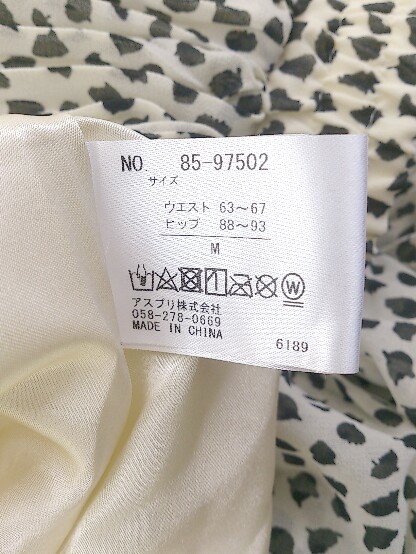 NO. 85-97502
サイズ
ウエスト 63〜67
ヒップ 88〜93
M
W
アスプリ株式会社
058-278-0669
MADE IN CHINA
6189